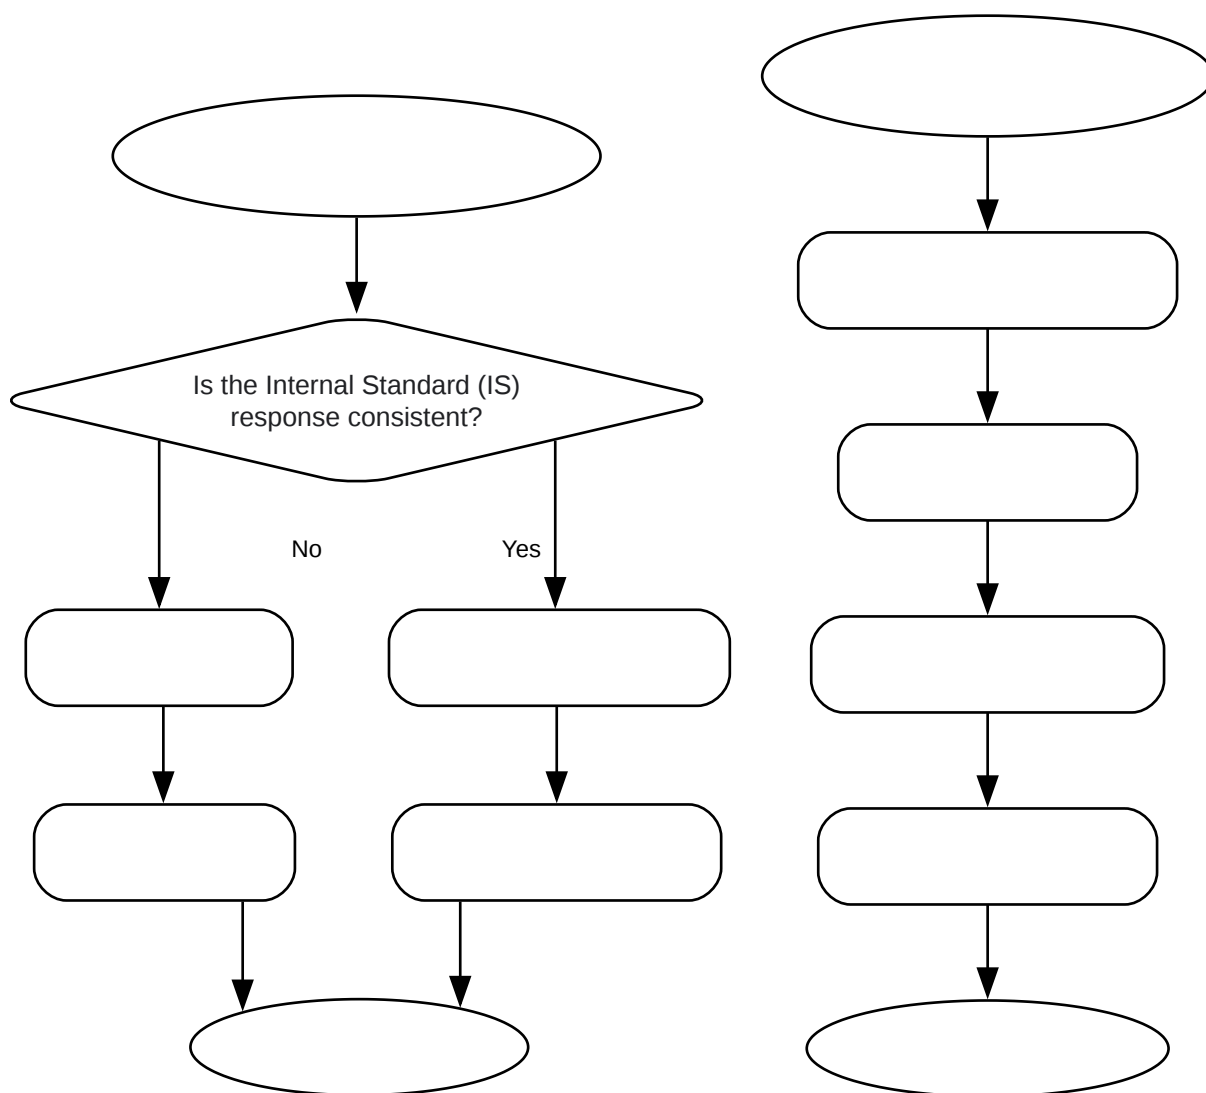 Is the Internal Standard (IS)
response consistent?
No
Yes